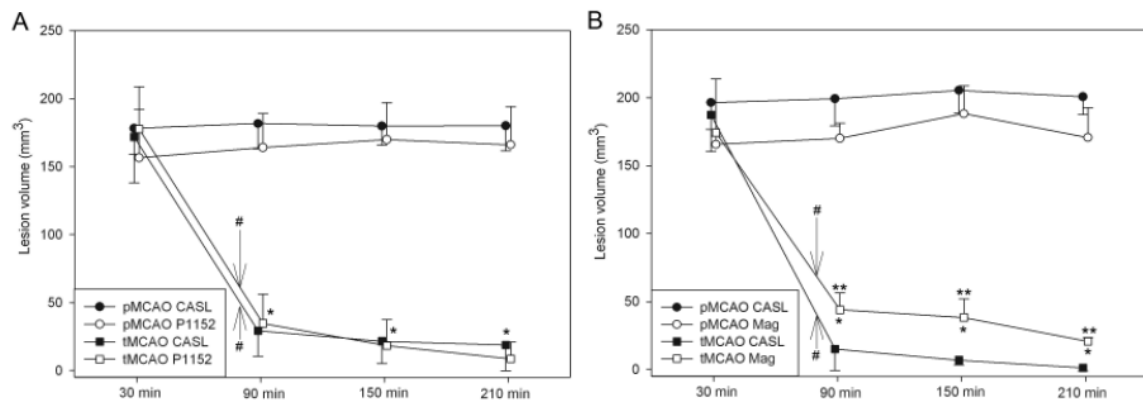 A
250
200
150
100
50
0
Lesion volume (mm³)
#
#
*
*
*
pMCAO CASL
pMCAO P1152
tMCAO CASL
tMCAO P1152
30 min
90 min
150 min
210 min
B
250
200
150
100
50
0
Lesion volume (mm³)
#
#
**
*
**
*
**
*
pMCAO CASL
pMCAO Mag
tMCAO CASL
tMCAO Mag
30 min
90 min
150 min
210 min